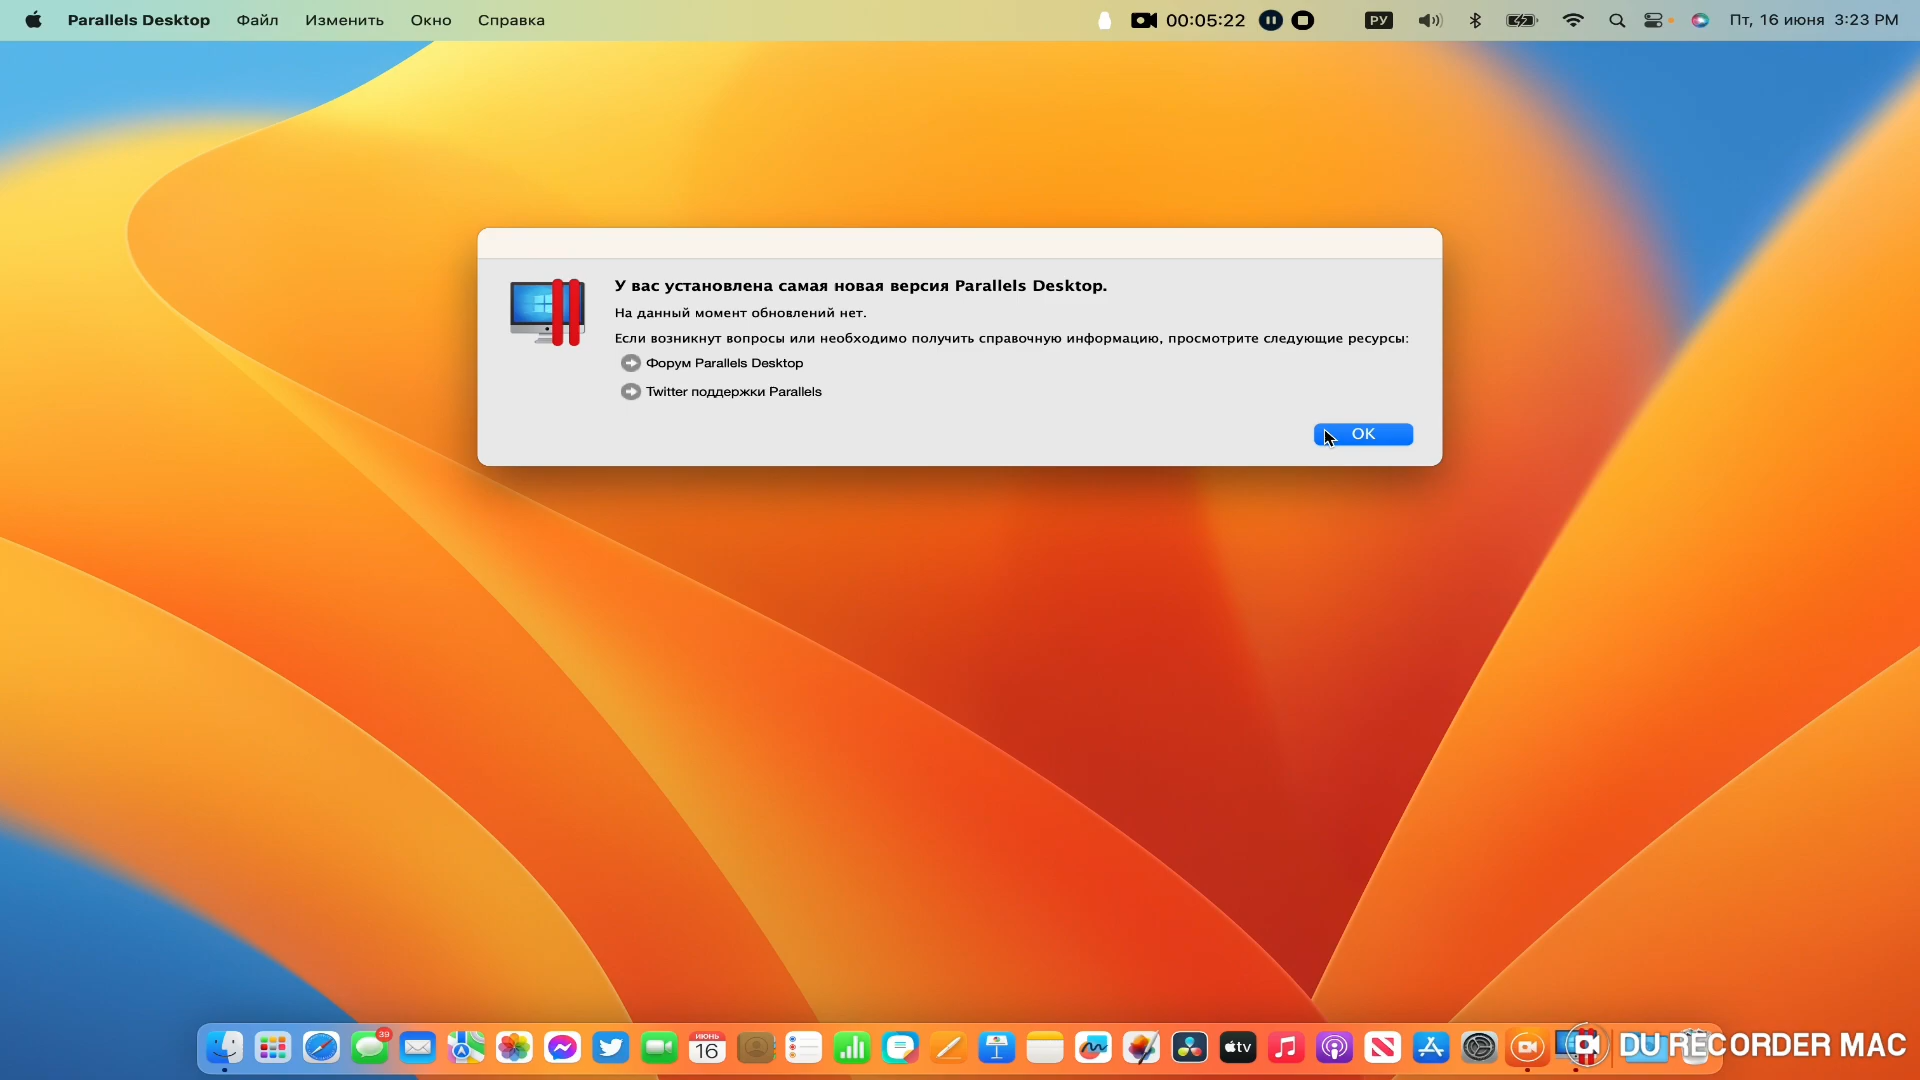 Parallels Desktop Файл Изменить Окно Справка 00:05:22 РУ Пт, 16 июня 3:23 PM
У вас установлена самая новая версия Parallels Desktop.
На данный момент обновлений нет.
Если возникнут вопросы или необходимо получить справочную информацию, просмотрите следующие ресурсы:
Форум Parallels Desktop
Twitter поддержки Parallels
OK
39
ИЮНЬ
16
tv
DU RECORDER MAC